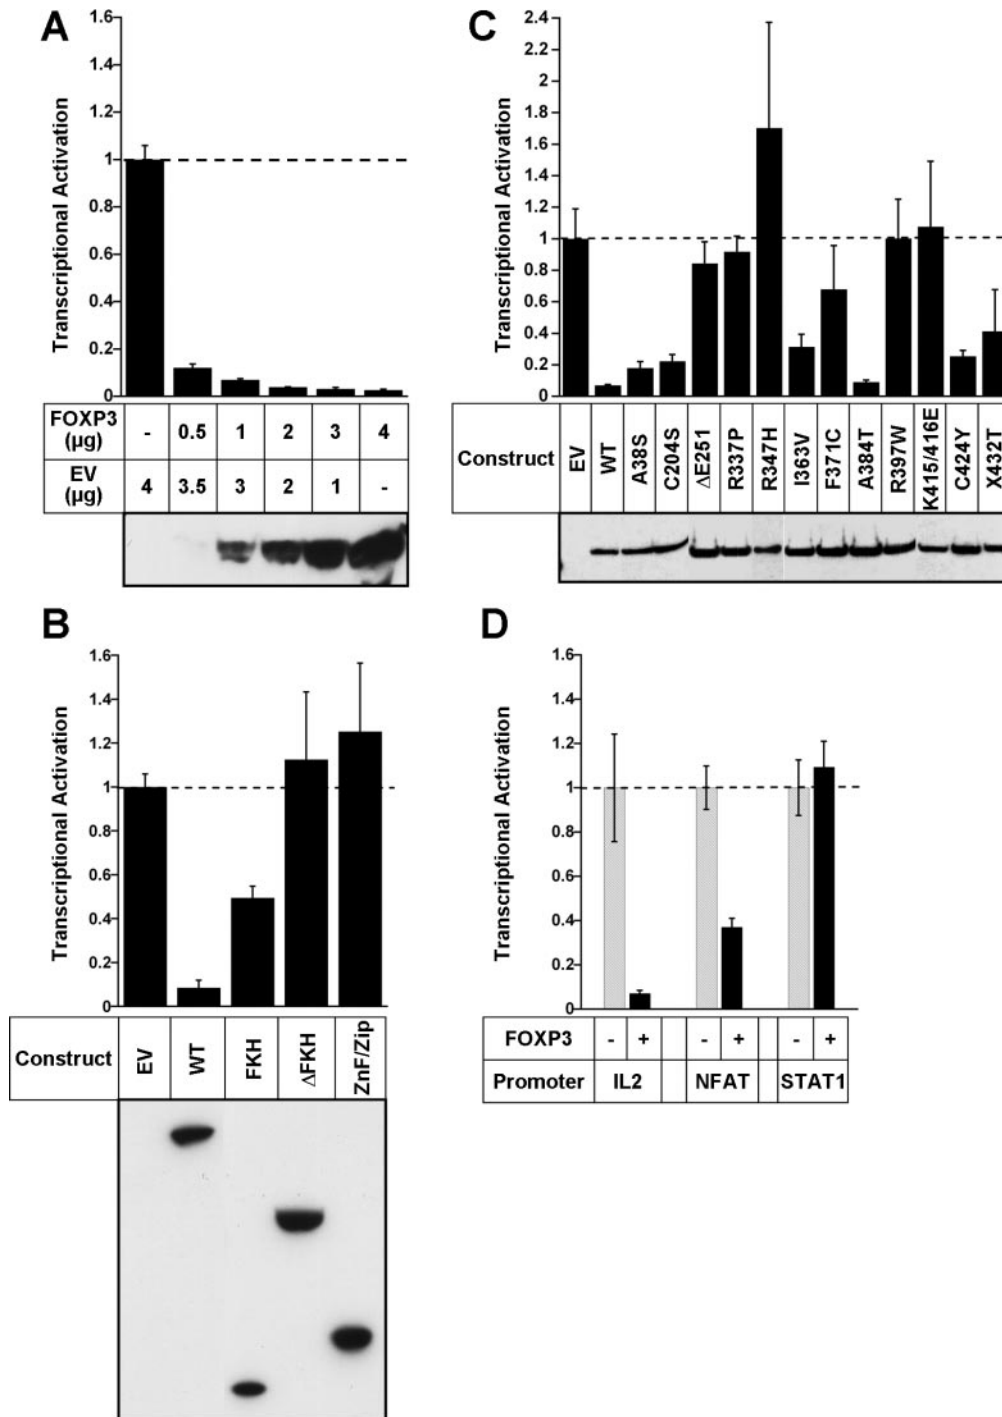 A
Transcriptional Activation
1.6
1.4
1.2
1
0.8
0.6
0.4
0.2
0
FOXP3 (µg) - 0.5 1 2 3 4
EV (µg) 4 3.5 3 2 1 -
C
Transcriptional Activation
2.4
2.2
2
1.8
1.6
1.4
1.2
1
0.8
0.6
0.4
0.2
0
Construct EV WT A38S C204S ΔE251 R337P R347H I363V F371C A384T R397W K415/416E C424Y X432T
B
Transcriptional Activation
1.6
1.4
1.2
1
0.8
0.6
0.4
0.2
0
Construct EV WT FKH ΔFKH ZnF/Zip
D
Transcriptional Activation
1.6
1.4
1.2
1
0.8
0.6
0.4
0.2
0
FOXP3 - + - + - +
Promoter IL2 NFAT STAT1